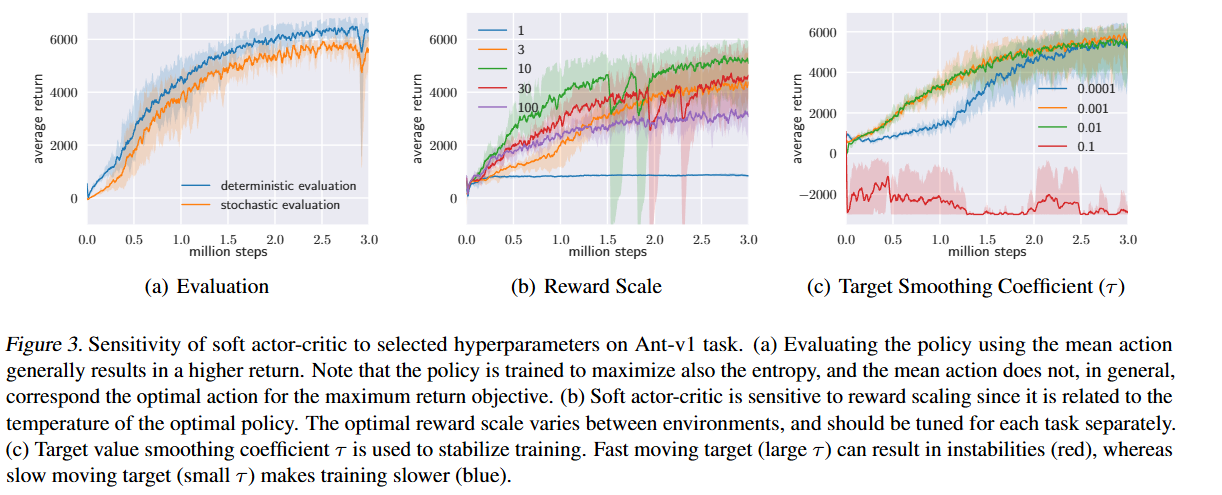 6000
4000
2000
0
average return
deterministic evaluation
stochastic evaluation
0.0 0.5 1.0 1.5 2.0 2.5 3.0
million steps
(a) Evaluation
6000
4000
2000
0
average return
1
3
10
30
100
0.0 0.5 1.0 1.5 2.0 2.5 3.0
million steps
(b) Reward Scale
6000
4000
2000
0
−2000
average return
0.0001
0.001
0.01
0.1
0.0 0.5 1.0 1.5 2.0 2.5 3.0
million steps
(c) Target Smoothing Coefficient (τ)
Figure 3. Sensitivity of soft actor-critic to selected hyperparameters on Ant-v1 task. (a) Evaluating the policy using the mean action
generally results in a higher return. Note that the policy is trained to maximize also the entropy, and the mean action does not, in general,
correspond the optimal action for the maximum return objective. (b) Soft actor-critic is sensitive to reward scaling since it is related to the
temperature of the optimal policy. The optimal reward scale varies between environments, and should be tuned for each task separately.
(c) Target value smoothing coefficient τ is used to stabilize training. Fast moving target (large τ) can result in instabilities (red), whereas
slow moving target (small τ) makes training slower (blue).